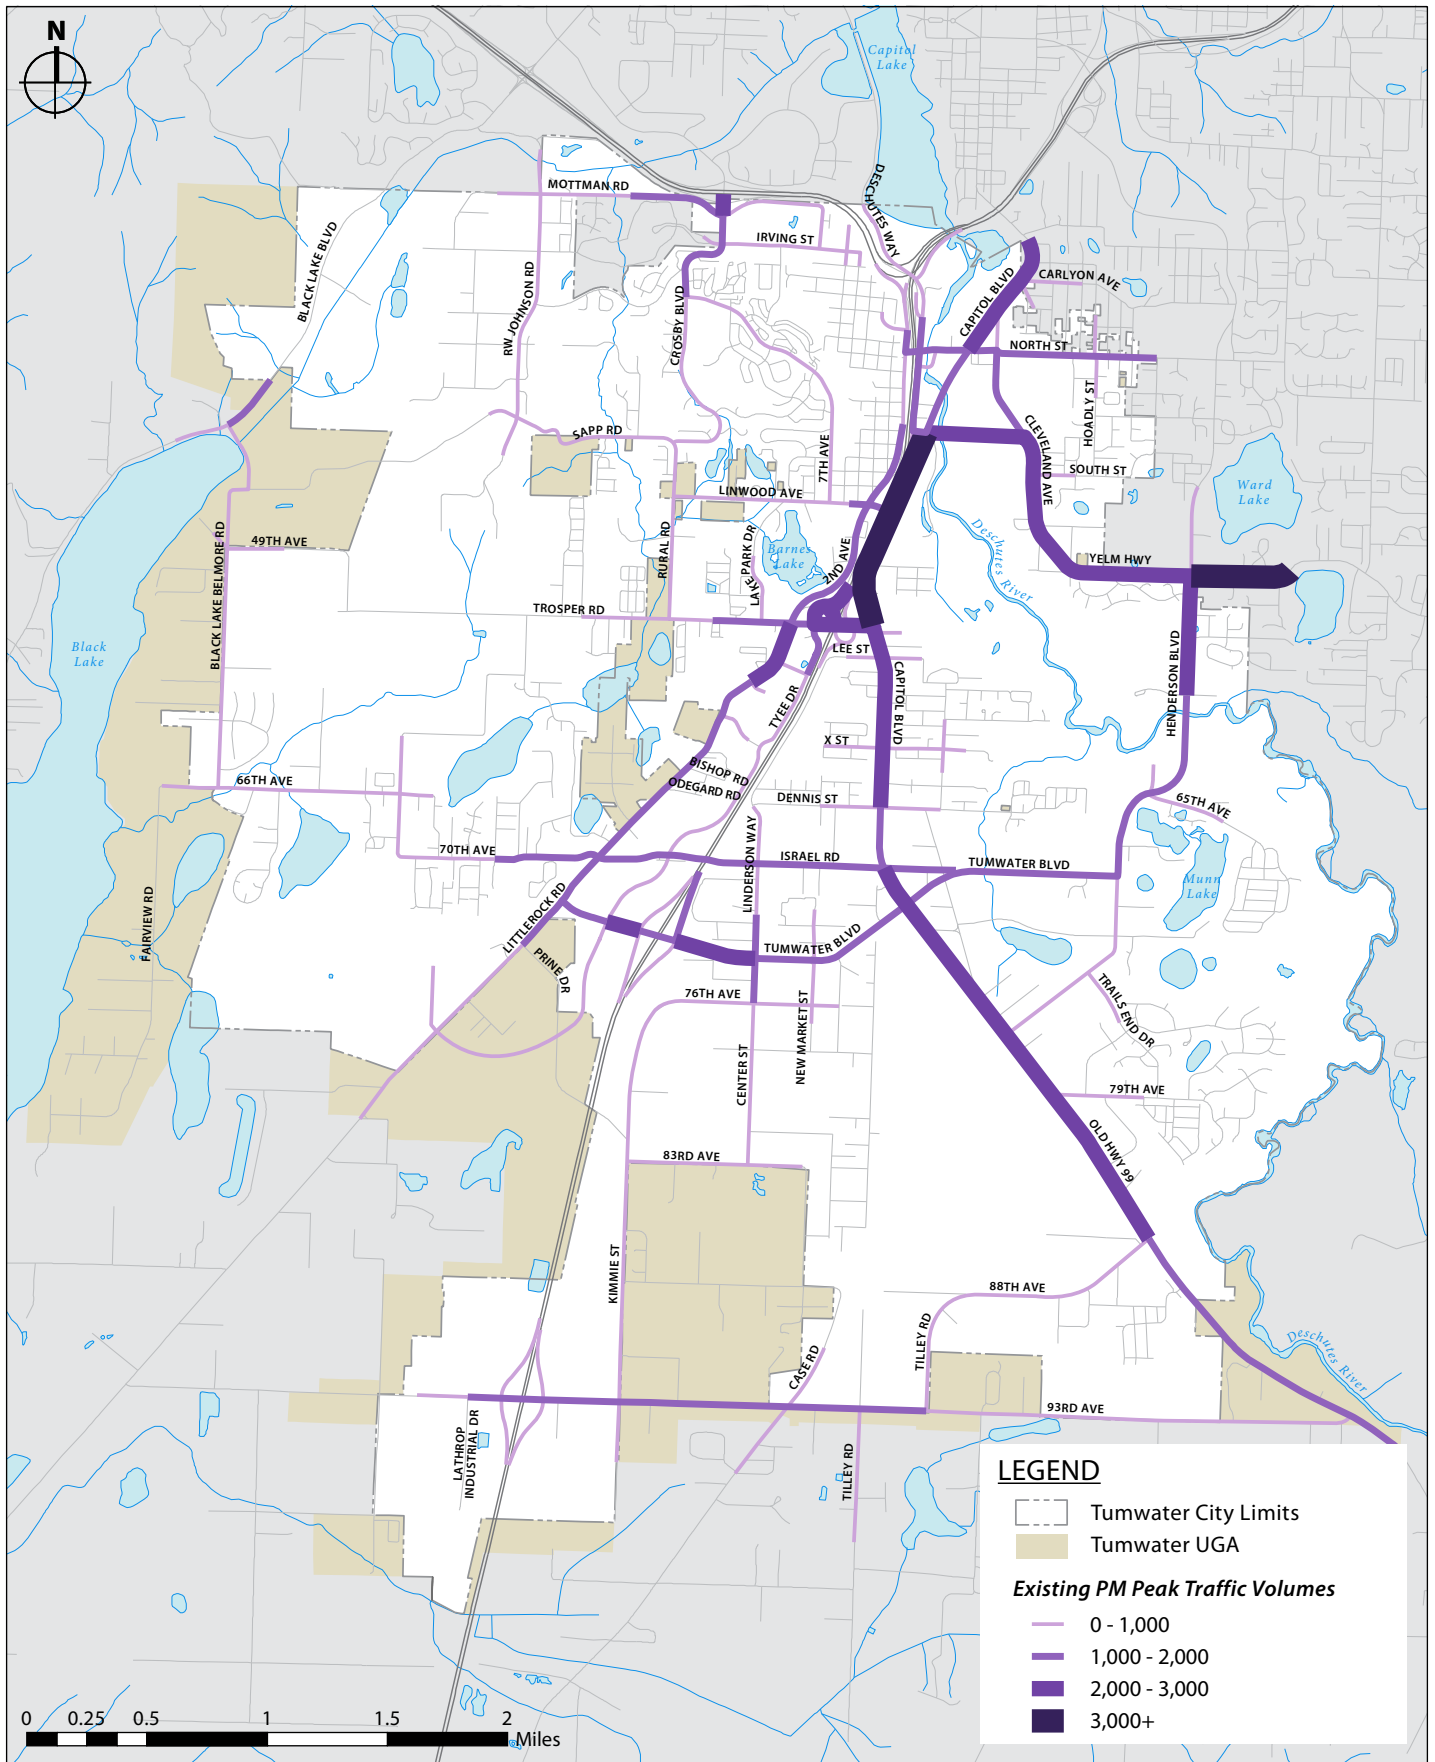 N
Capitol
Lake
DESCHUTES WAY
MOTTMAN RD
IRVING ST
BLACK LAKE BLVD
RW JOHNSON RD
CROSBY BLVD
CAPITOL BLVD
CARLYON AVE
NORTH ST
HOADLY ST
CLEVELAND AVE
SAPP RD
7TH AVE
SOUTH ST
LINWOOD AVE
Ward
Lake
Deschutes River
BLACK LAKE BELMORE RD
49TH AVE
RURAL RD
LAKE PARK DR
Barnes
Lake
2ND AVE
YELM HWY
TROSPER RD
Black
Lake
LEE ST
CAPITOL BLVD
HENDERSON BLVD
TYEE DR
X ST
66TH AVE
BISHOP RD
ODEGARD RD
DENNIS ST
65TH AVE
70TH AVE
LINDERSON WAY
ISRAEL RD
TUMWATER BLVD
Munn
Lake
FAIRVIEW RD
LITTLEROCK RD
PRINE DR
TUMWATER BLVD
76TH AVE
NEW MARKET ST
TRAILS END DR
CENTER ST
79TH AVE
OLD HWY 99
83RD AVE
KIMMIE ST
88TH AVE
TILLEY RD
CASE RD
Deschutes River
93RD AVE
LATHROP
INDUSTRIAL DR
TILLEY RD
LEGEND
Tumwater City Limits
Tumwater UGA
Existing PM Peak Traffic Volumes
0 - 1,000
1,000 - 2,000
2,000 - 3,000
3,000+
0 0.25 0.5 1 1.5 2
Miles